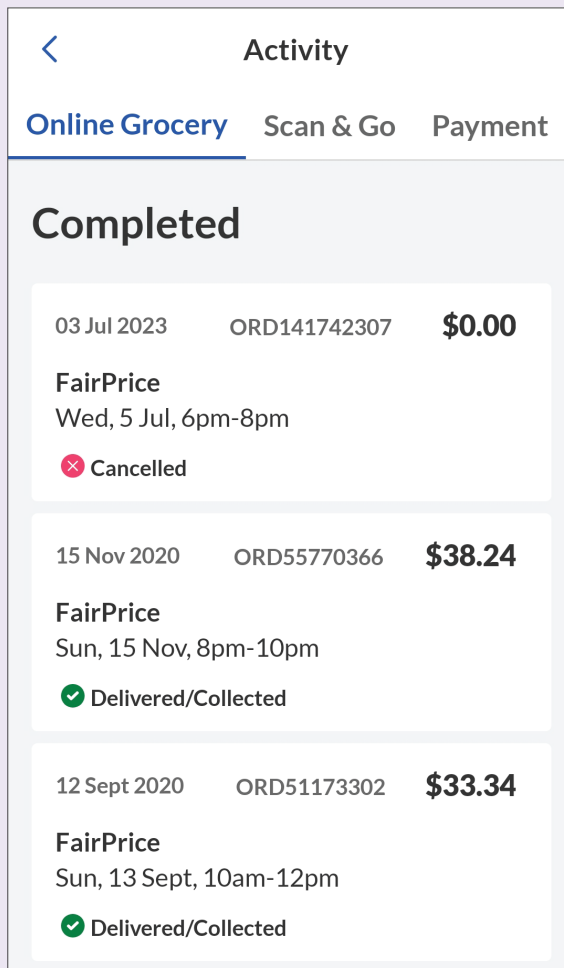 Activity
Online Grocery Scan & Go Payment
Completed
03 Jul 2023 ORD141742307 $0.00
FairPrice
Wed, 5 Jul, 6pm-8pm
Cancelled
15 Nov 2020 ORD55770366 $38.24
FairPrice
Sun, 15 Nov, 8pm-10pm
Delivered/Collected
12 Sept 2020 ORD51173302 $33.34
FairPrice
Sun, 13 Sept, 10am-12pm
Delivered/Collected